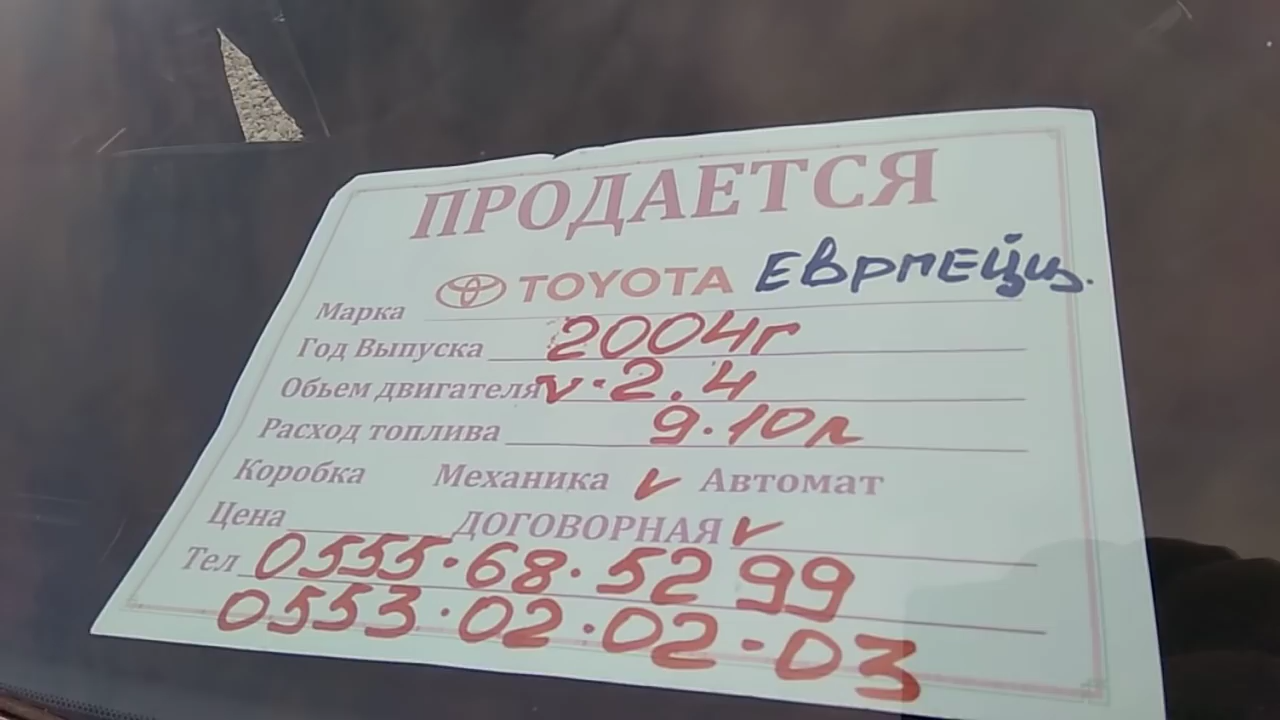 ПРОДАЕТСЯ
Марка TOYOTA ЕВРПЕЙЦ.
Год Выпуска 2004г
Обьем двигателя v·2.4
Расход топлива 9·10л
Коробка Механика ✓ Автомат
Цена ДОГОВОРНАЯ ✓
Тел 0555·68·52 99
0553·02·02·03